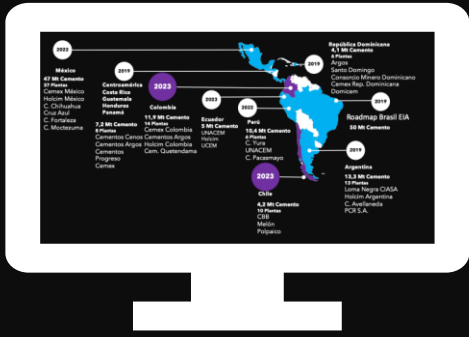 2022
México
47 Mt Cemento
37 Plantas
Cemex México
Holcim México
C. Chihuahua
Cruz Azul
C. Fortaleza
C. Moctezuma
2019
Centroamérica
Costa Rica
Guatemala
Honduras
Panamá
7,2 Mt Cemento
8 Plantas
Cementos Cenos
Cementos Argos
Cementos
Progreso
Cemex
2023
Colombia
11,9 Mt Cemento
14 Plantas
Cemex Colombia
Cementos Argos
Holcim Colombia
Cem. Quetendama
2023
Ecuador
5 Mt Cemento
UNACEM
Holcim
UCEM
2022
Perú
10,4 Mt Cemento
6 Plantas
C. Yura
UNACEM
C. Pacasmayo
2023
Chile
4,2 Mt Cemento
10 Plantas
CBB
Melón
Polpaico
República Dominicana
2019
4,1 Mt Cemento
6 Plantas
Argos
Santo Domingo
Consorcio Minero Dominicano
Cemex Rep. Dominicana
Domicem
2019
Roadmap Brasil EIA
50 Mt Cemento
2019
Argentina
13,3 Mt Cemento
13 Plantas
Loma Negra CIASA
Holcim Argentina
C. Avellaneda
PCR S.A.